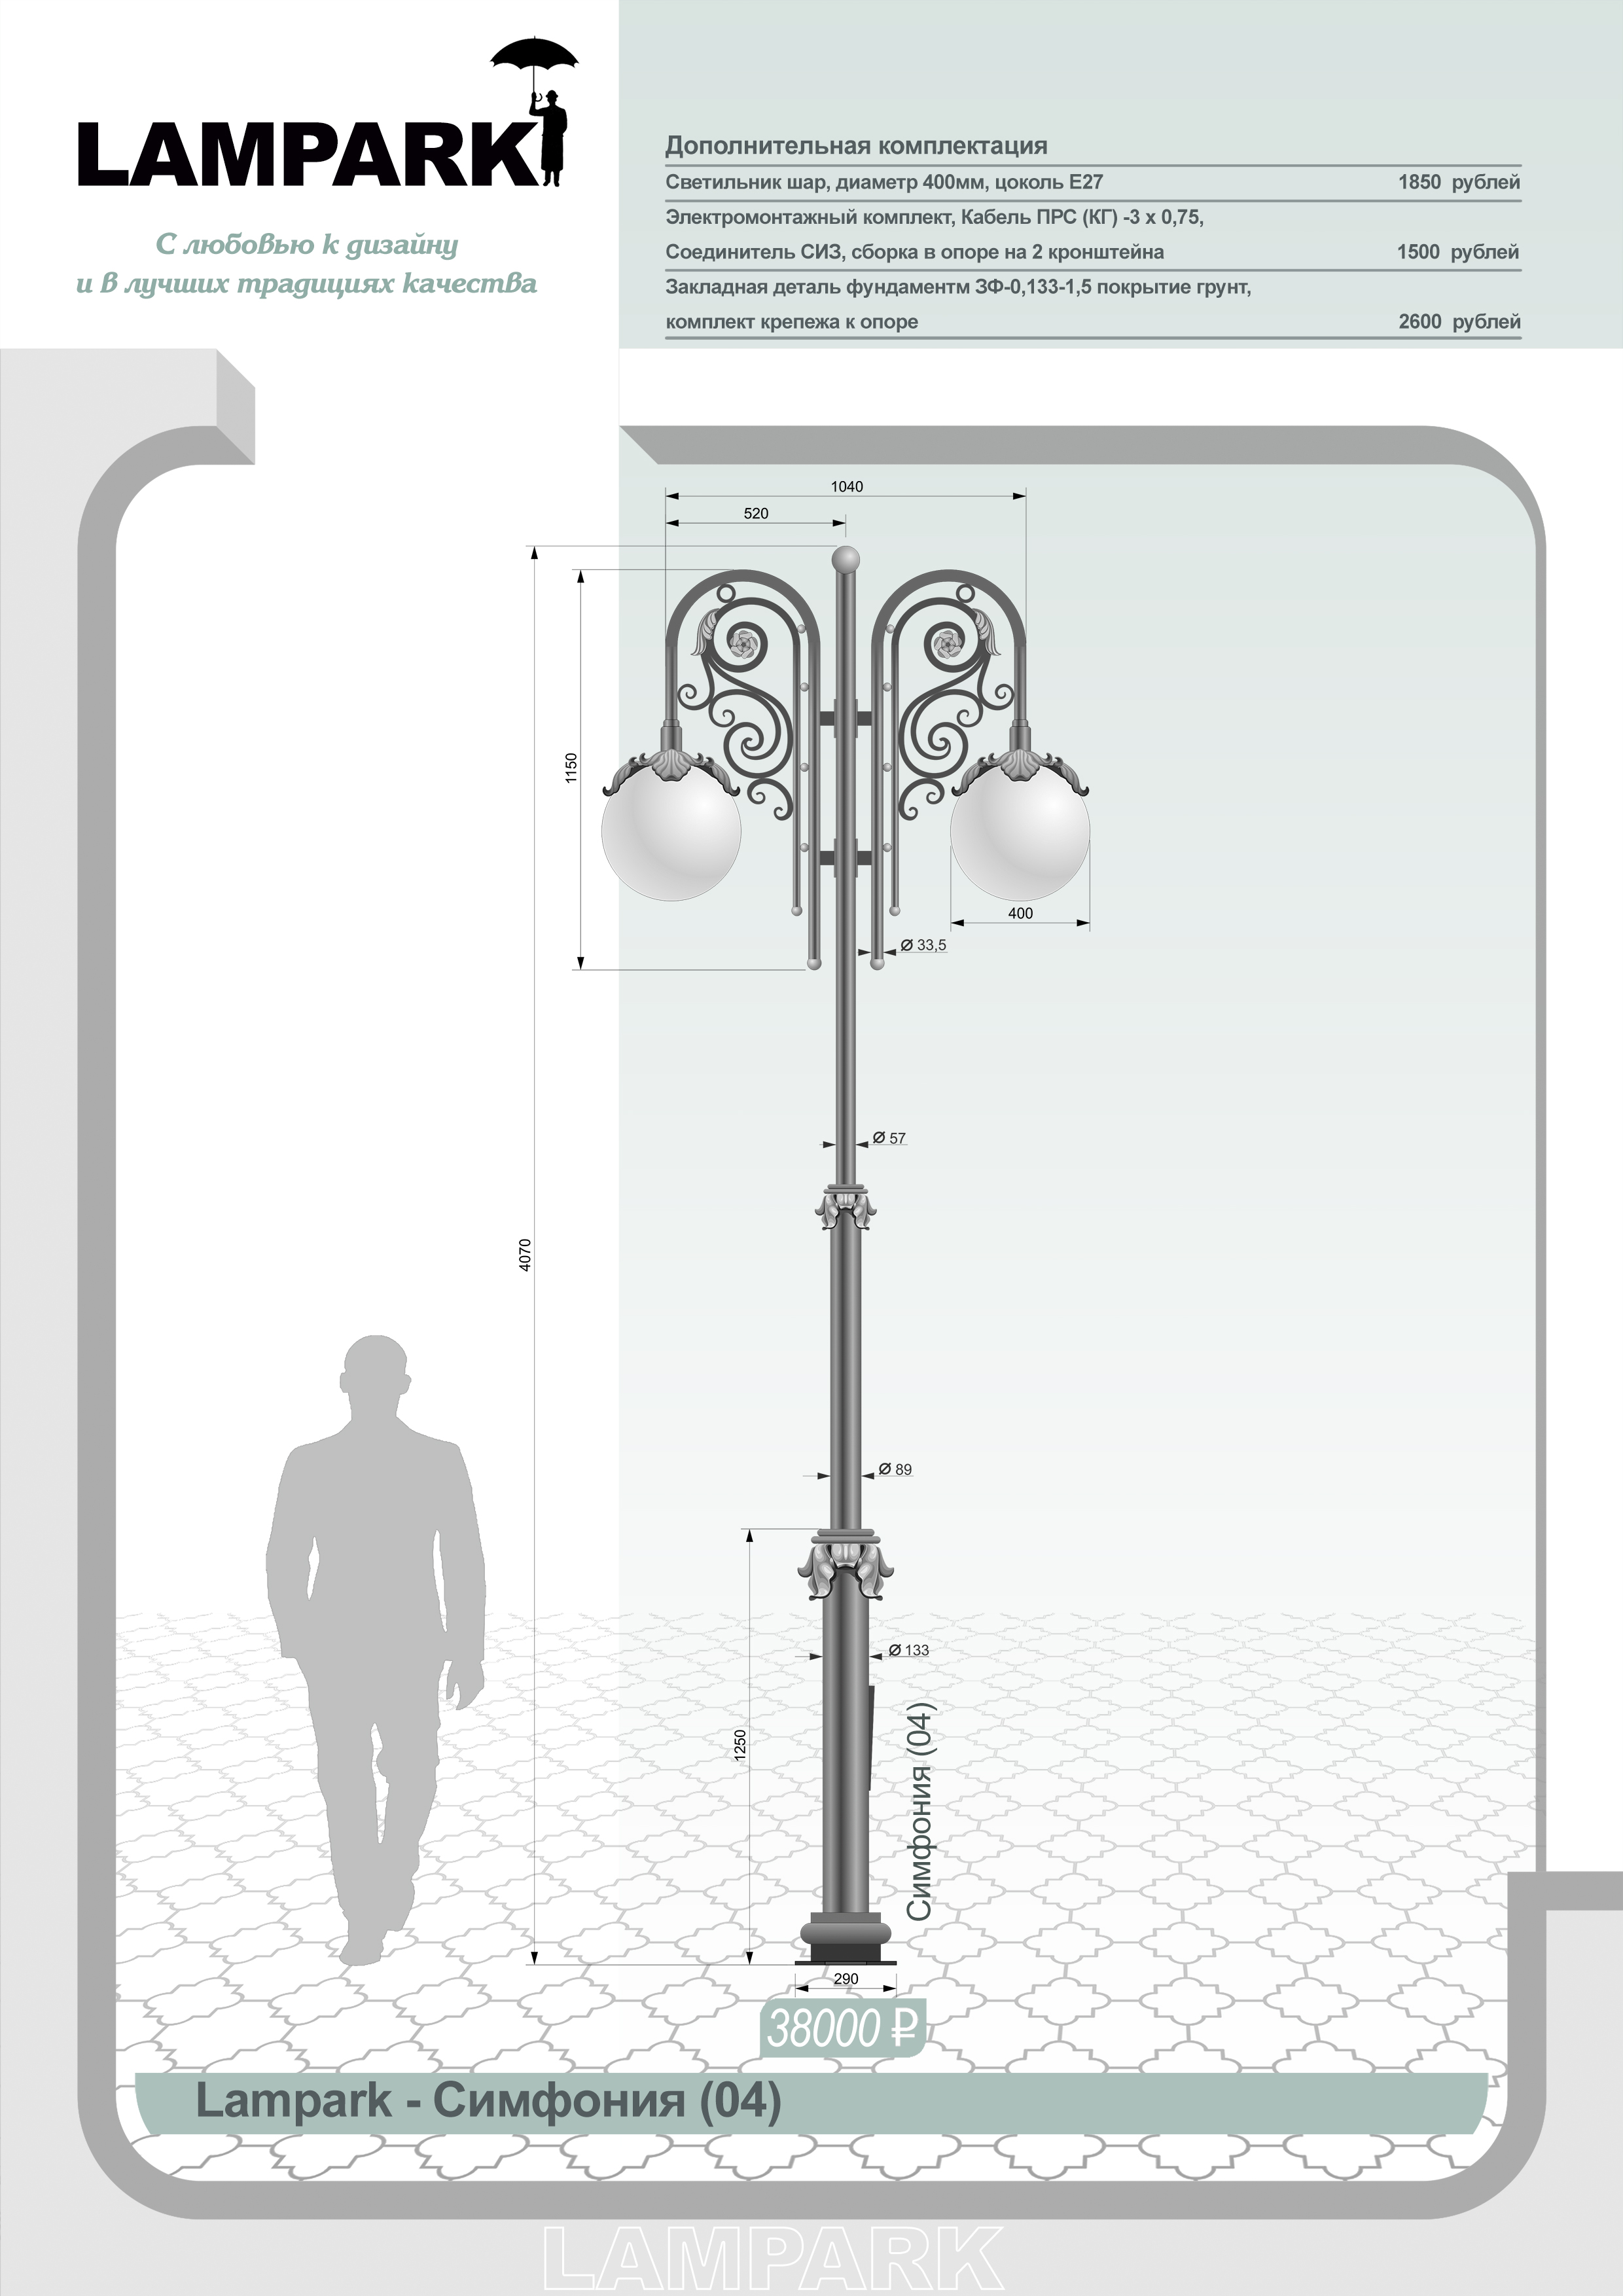 LAMPARK
С любовью к дизайну
и в лучших традициях качества
Дополнительная комплектация
Светильник шар, диаметр 400мм, цоколь Е27 1850 рублей
Электромонтажный комплект, Кабель ПРС (КГ) -3 х 0,75,
Соединитель СИЗ, сборка в опоре на 2 кронштейна 1500 рублей
Закладная деталь фундаментм ЗФ-0,133-1,5 покрытие грунт,
комплект крепежа к опоре 2600 рублей
1040
520
1150
400
Ø 33,5
Ø 57
4070
Ø 89
Ø 133
1250
Симфония (04)
290
38000 ₽
Lampark - Симфония (04)
LAMPARK